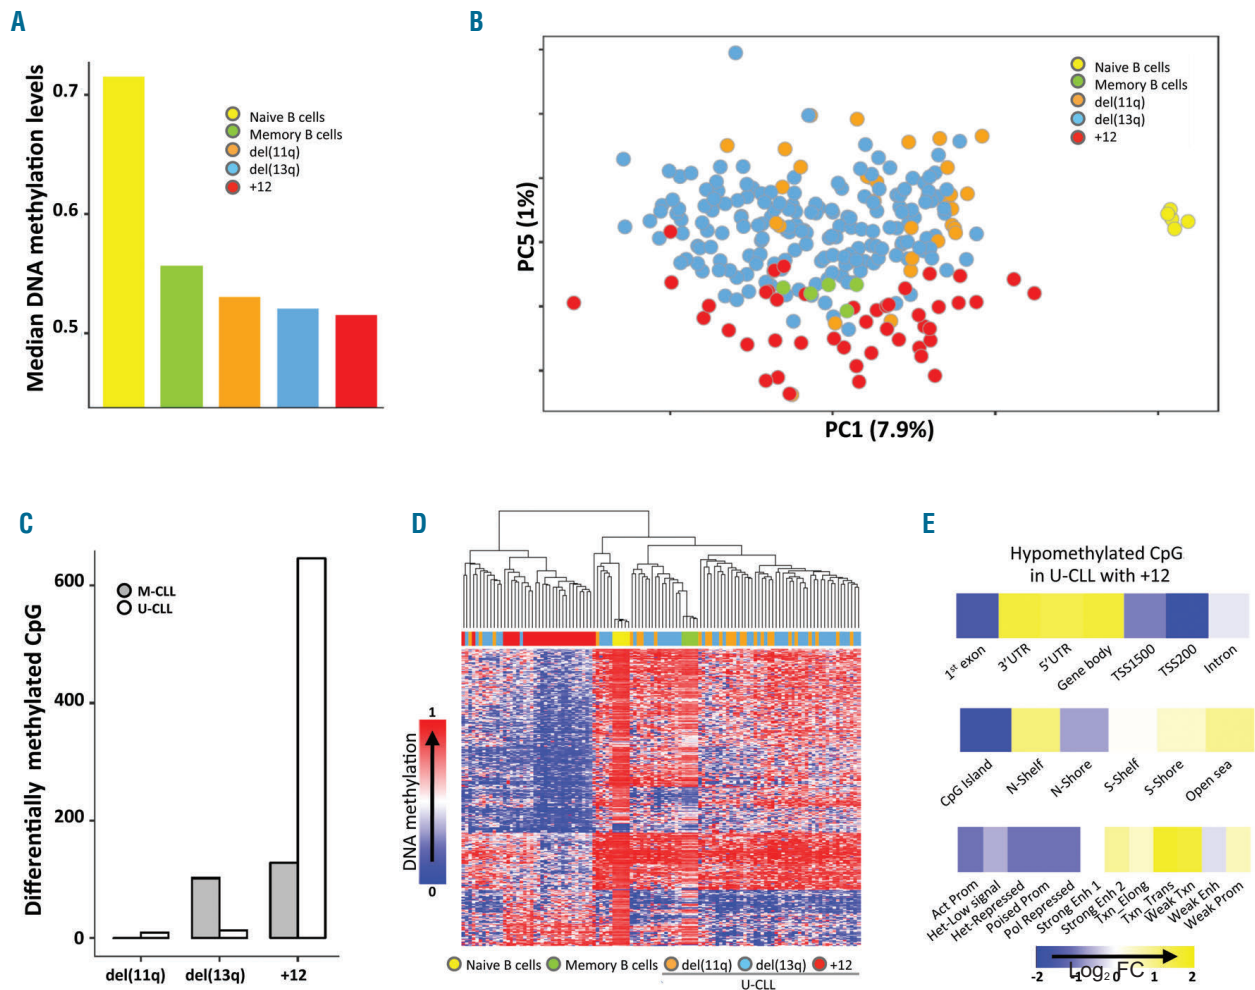 A
Median DNA methylation levels
0.7
0.6
0.5
Naive B cells
Memory B cells
del(11q)
del(13q)
+12
B
PC5 (1%)
PC1 (7.9%)
Naive B cells
Memory B cells
del(11q)
del(13q)
+12
C
Differentially methylated CpG
600
400
200
0
M-CLL
U-CLL
del(11q)
del(13q)
+12
D
DNA methylation
1
0
Naive B cells
Memory B cells
del(11q)
del(13q)
+12
U-CLL
E
Hypomethylated CpG
in U-CLL with +12
1st exon
3'UTR
5'UTR
Gene body
TSS1500
TSS200
Intron
CpG Island
N-Shelf
N-Shore
S-Shelf
S-Shore
Open sea
Act Prom
Het-Low signal
Het-Repressed
Poised Prom
Pol Repressed
Strong Enh 1
Strong Enh 2
Txn_Elong
Txn_Trans
Weak Txn
Weak Enh
Weak Prom
Log2 FC
-2
-1
0
1
2